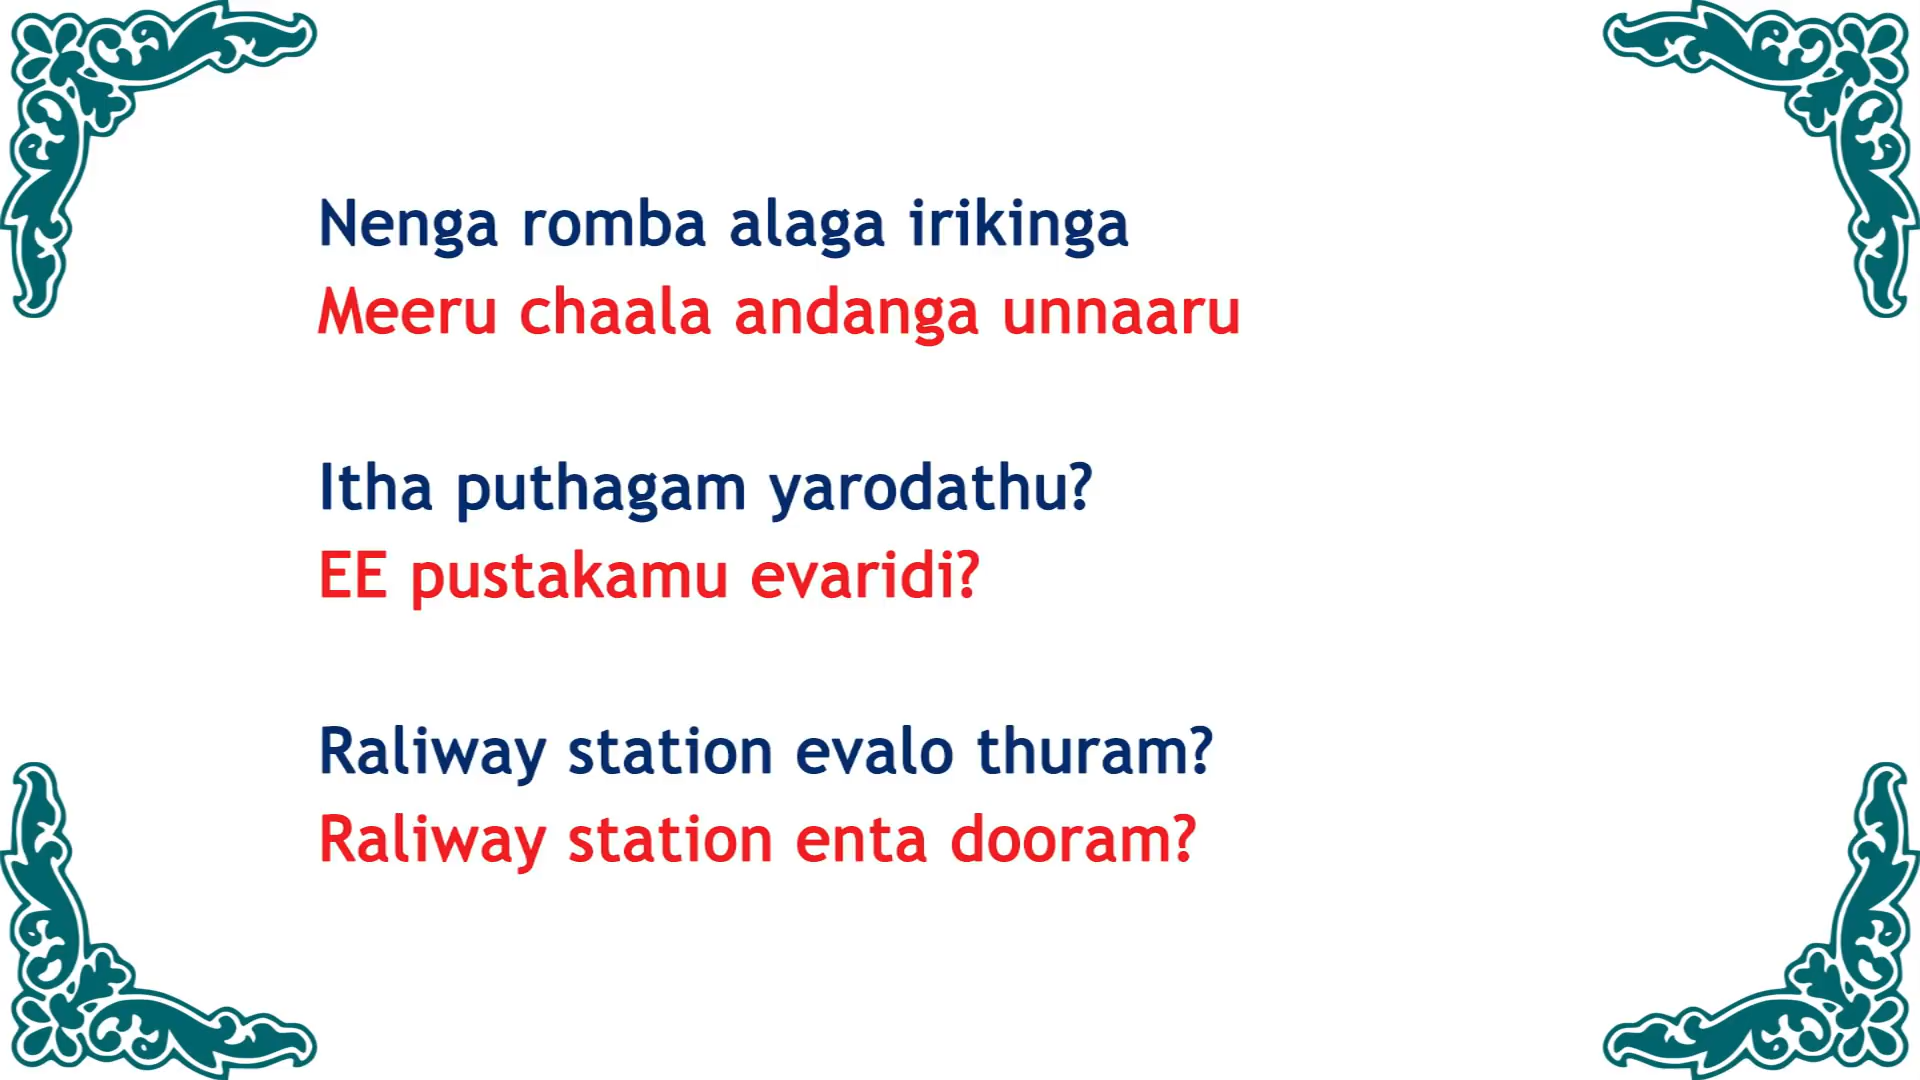 Nenga romba alaga irikinga
Meeru chaala andanga unnaaru
Itha puthagam yarodathu?
EE pustakamu evaridi?
Raliway station evalo thuram?
Raliway station enta dooram?